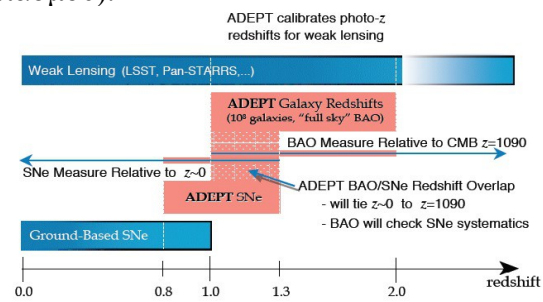 ADEPT calibrates photo-z
redshifts for weak lensing
Weak Lensing (LSST, Pan-STARRS,...)
ADEPT Galaxy Redshifts
(10⁸ galaxies, “full sky” BAO)
BAO Measure Relative to CMB z=1090
SNe Measure Relative to z~0
ADEPT BAO/SNe Redshift Overlap
- will tie z~0 to z=1090
- BAO will check SNe systematics
ADEPT SNe
Ground-Based SNe
0.0 0.8 1.0 1.3 2.0
redshift